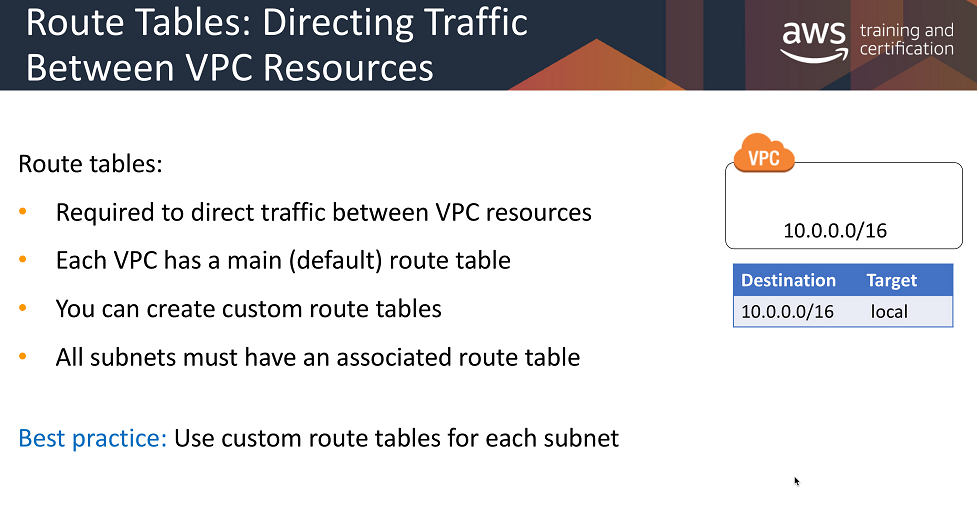 Route Tables: Directing Traffic
Between VPC Resources
aws training and
certification
Route tables:
• Required to direct traffic between VPC resources
• Each VPC has a main (default) route table
• You can create custom route tables
• All subnets must have an associated route table
Best practice: Use custom route tables for each subnet
VPC
10.0.0.0/16
Destination Target
10.0.0.0/16 local